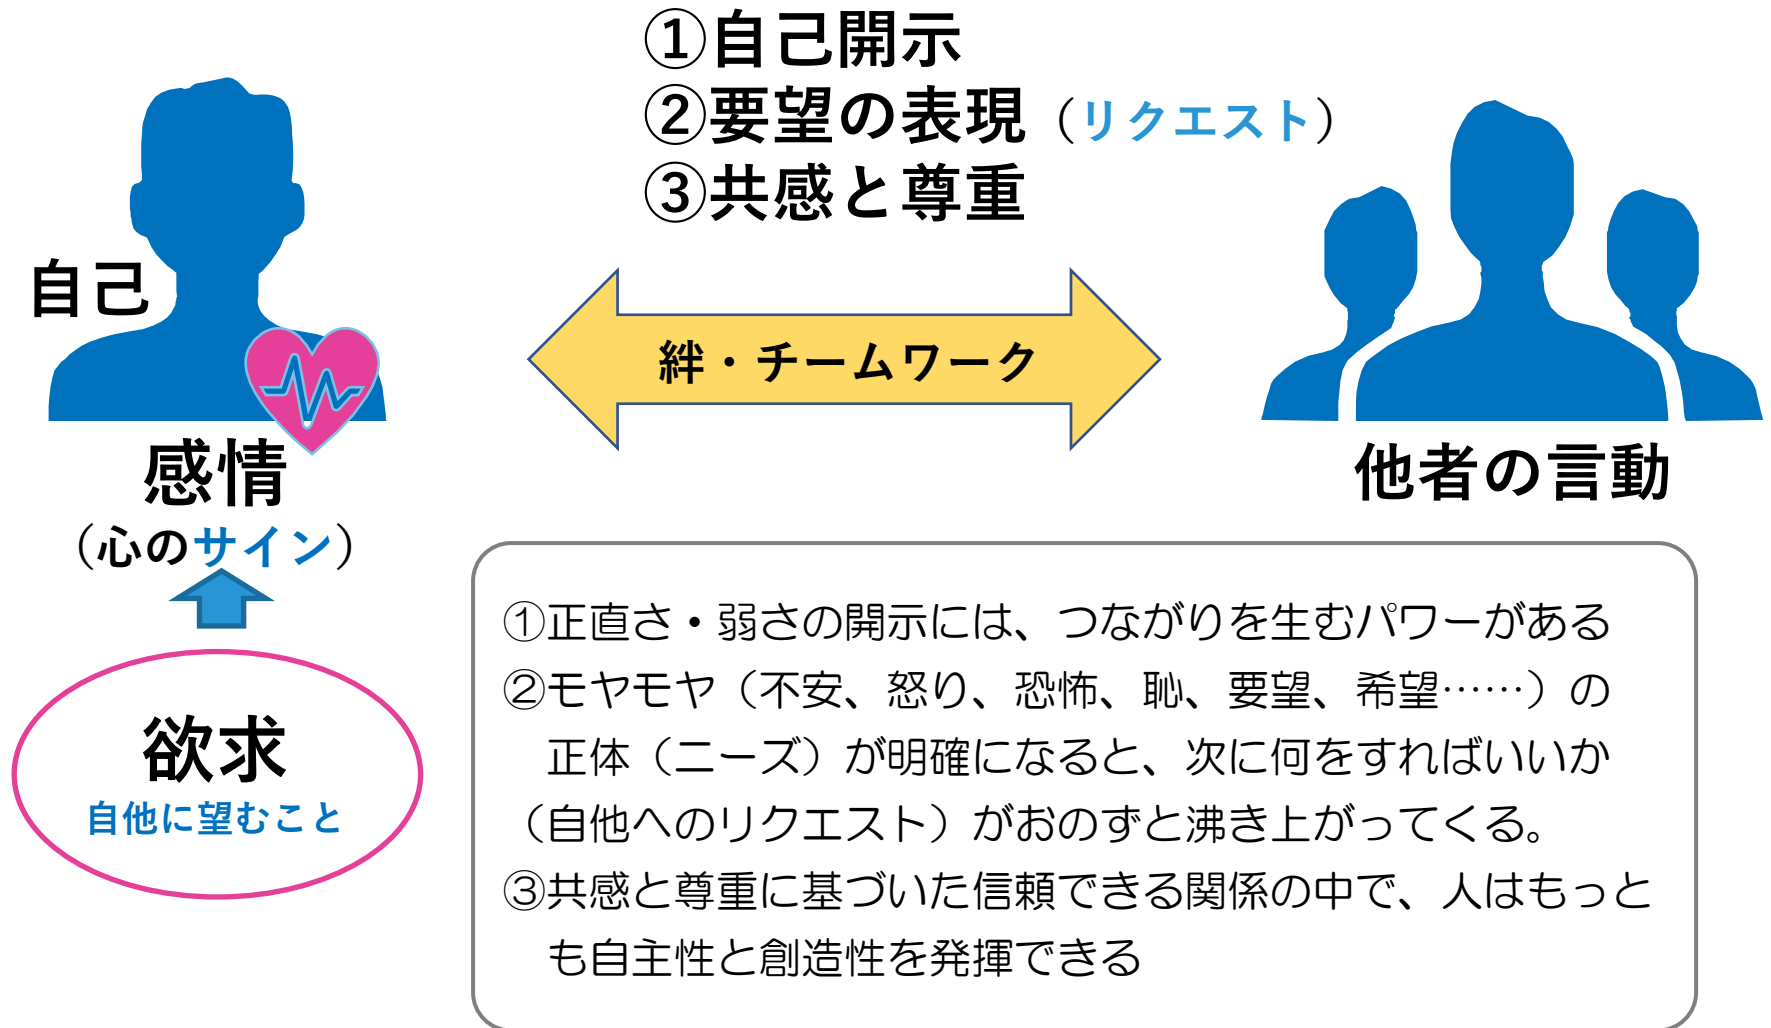 ①自己開示
②要望の表現（リクエスト）
③共感と尊重
自己
絆・チームワーク
感情
（心のサイン）
他者の言動
欲求
自他に望むこと
①正直さ・弱さの開示には、つながりを生むパワーがある
②モヤモヤ（不安、怒り、恐怖、恥、要望、希望……）の
正体（ニーズ）が明確になると、次に何をすればいいか
（自他へのリクエスト）がおのずと沸き上がってくる。
③共感と尊重に基づいた信頼できる関係の中で、人はもっと
も自主性と創造性を発揮できる